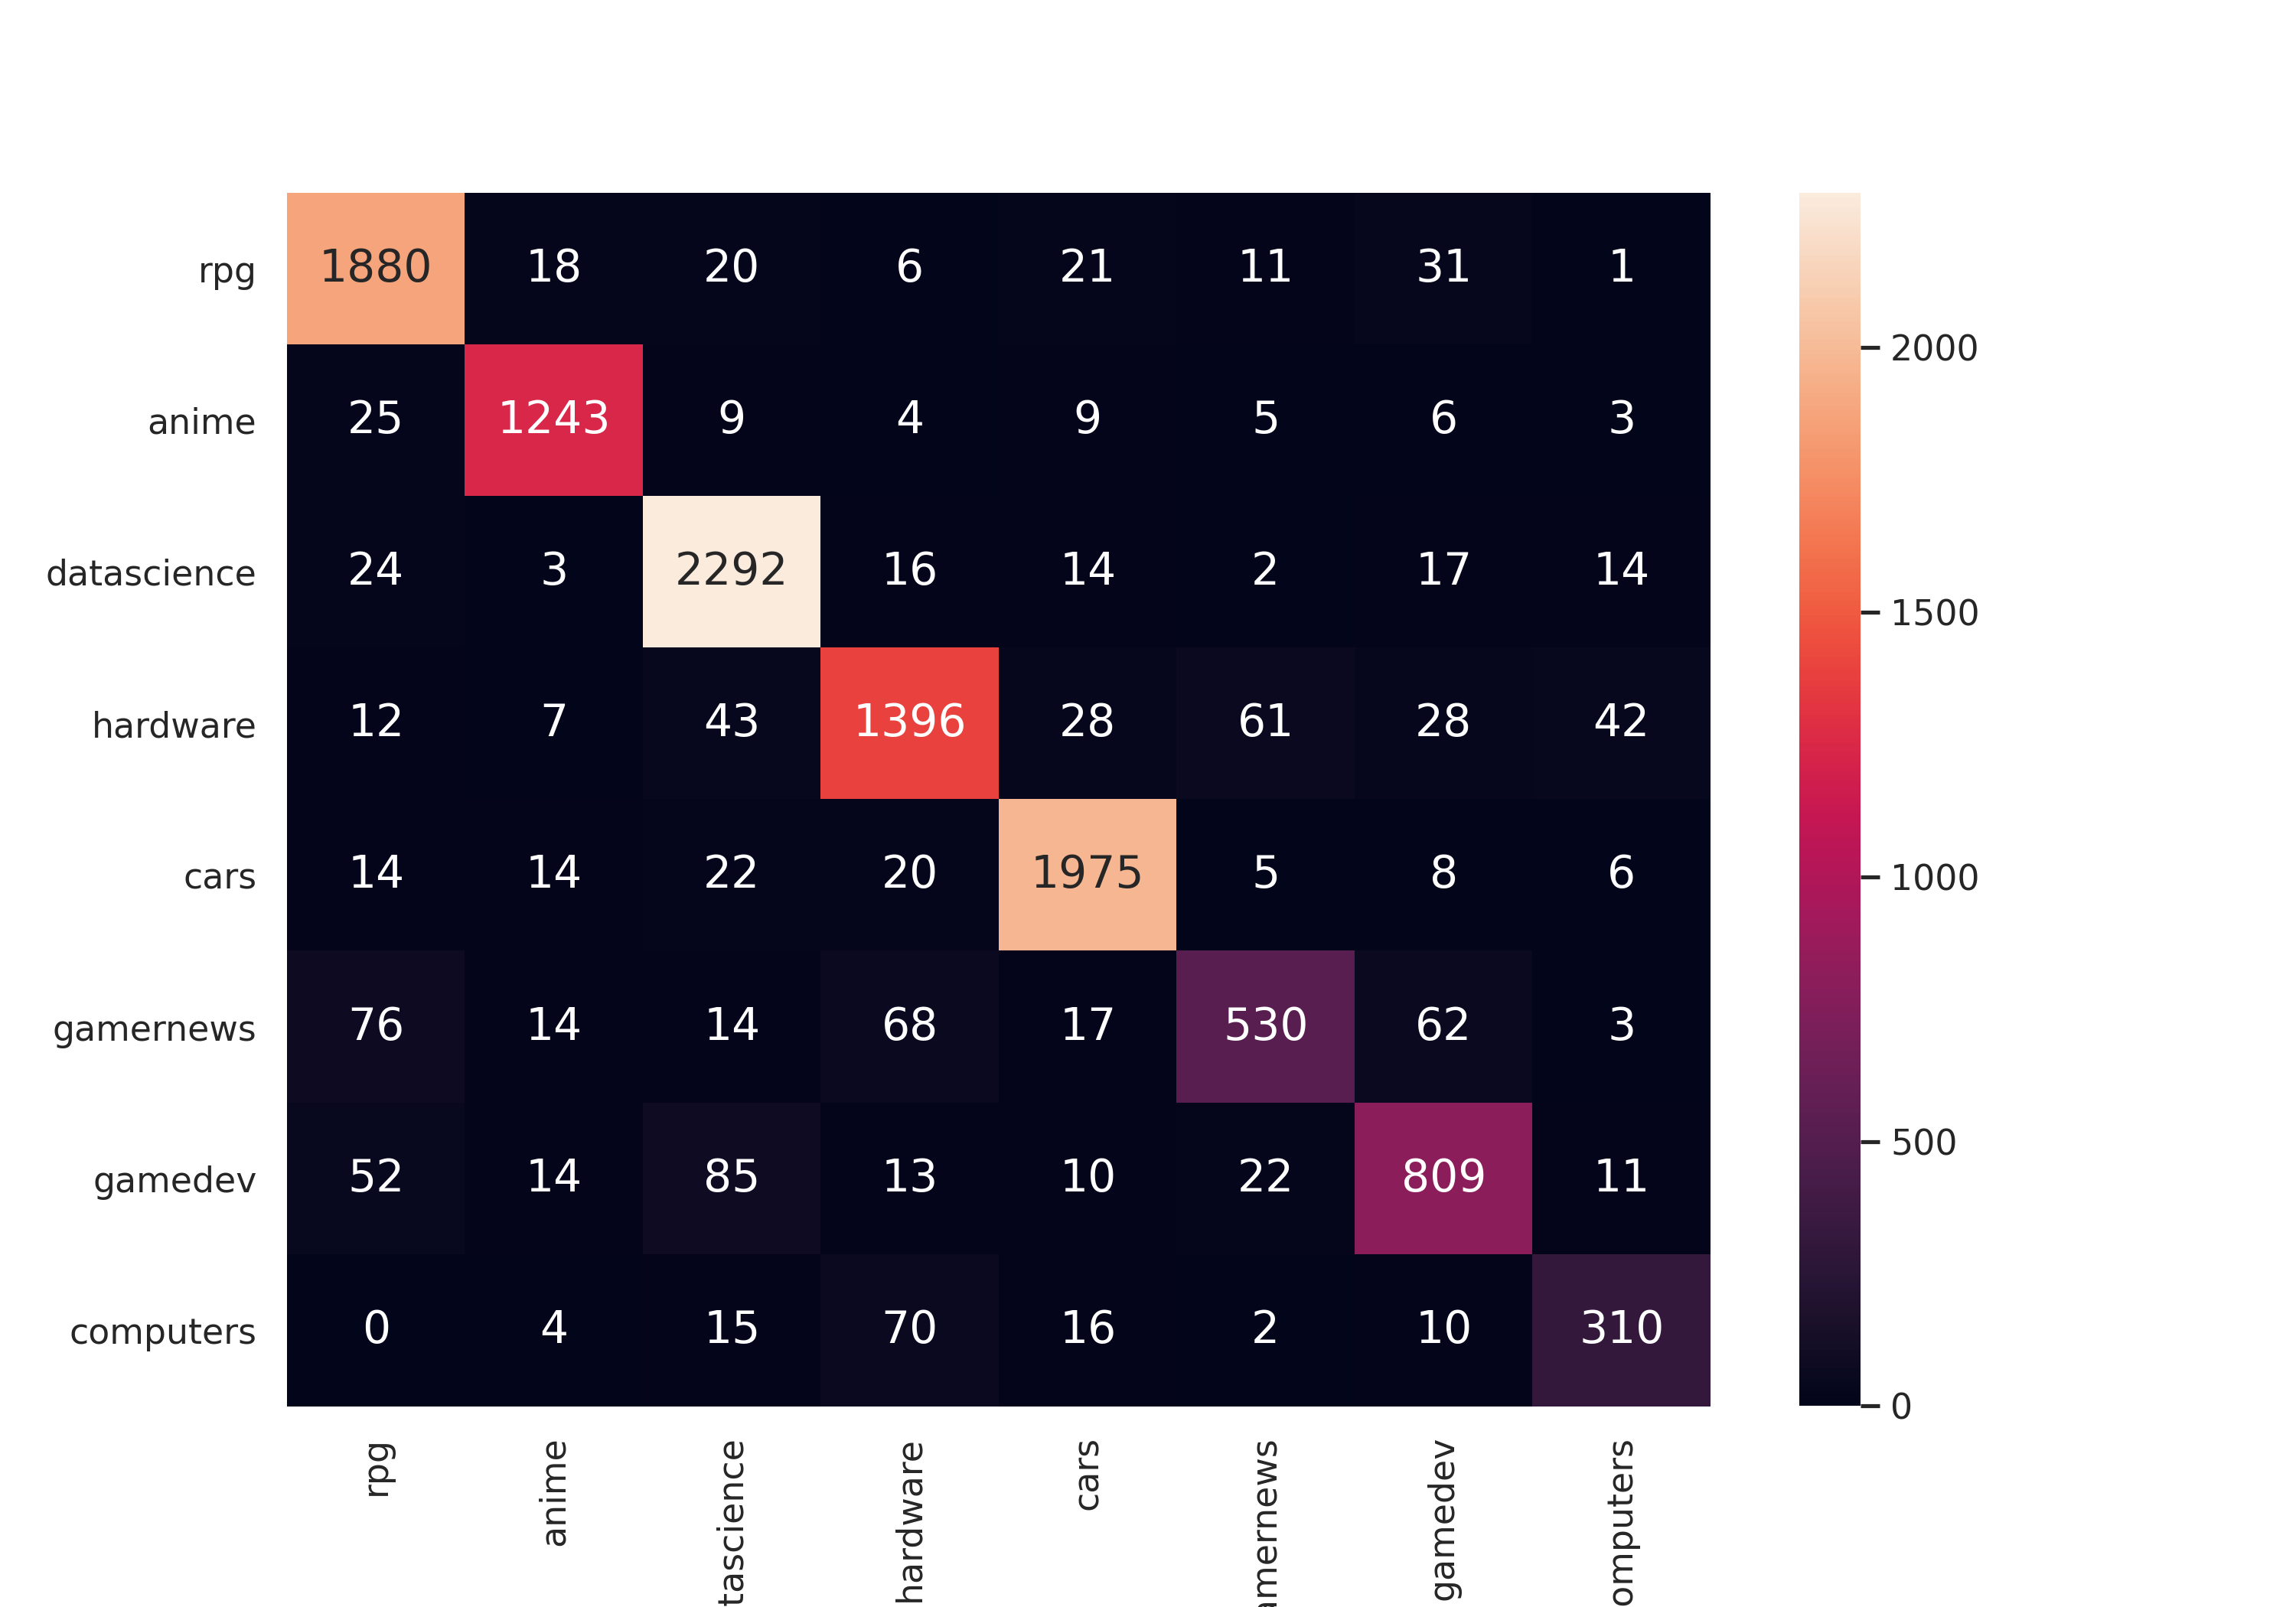 rpg 1880 18 20 6 21 11 31 1
2000
anime 25 1243 9 4 9 5 6 3
datascience 24 3 2292 16 14 2 17 14
1500
hardware 12 7 43 1396 28 61 28 42
cars 14 14 22 20 1975 5 8 6
1000
gamernews 76 14 14 68 17 530 62 3
500
gamedev 52 14 85 13 10 22 809 11
computers 0 4 15 70 16 2 10 310
0
rpg
anime
tascience
hardware
cars
amernews
gamedev
omputers